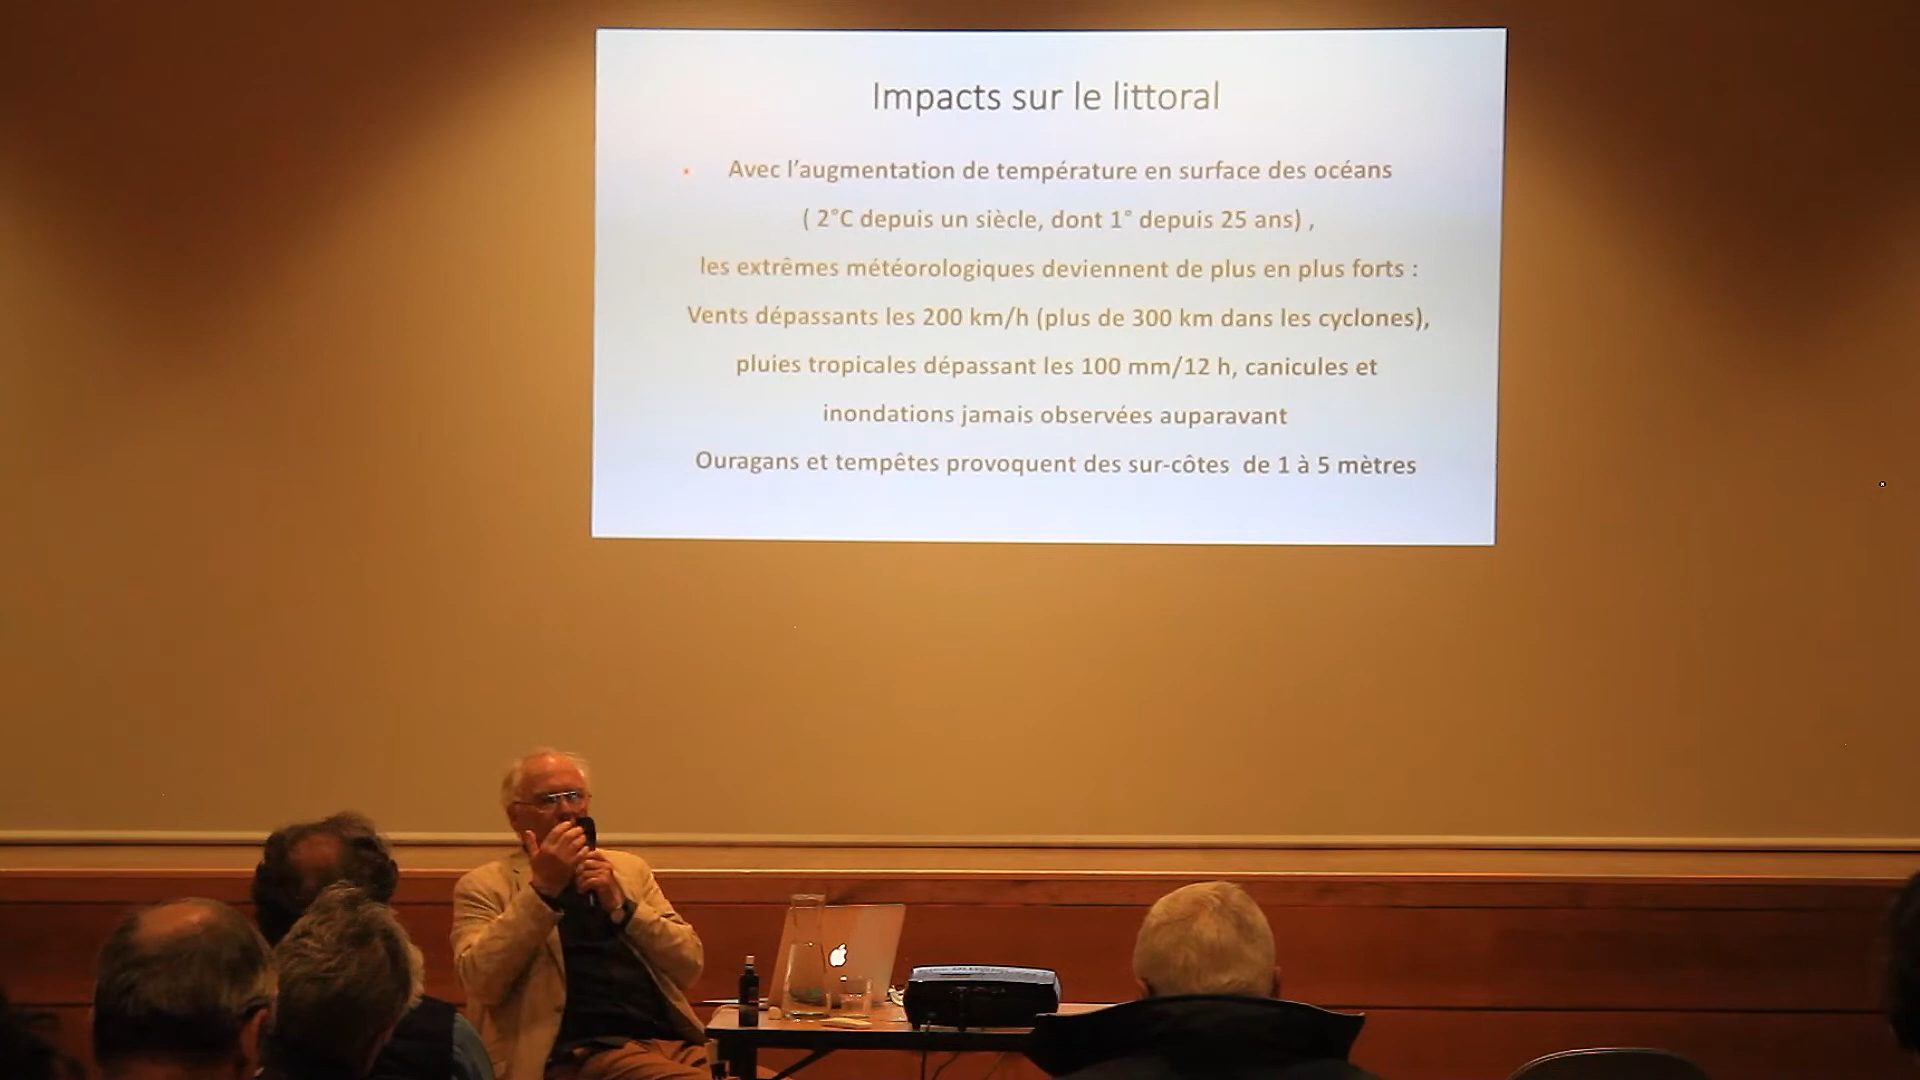 Impacts sur le littoral
• Avec l’augmentation de température en surface des océans
( 2°C depuis un siècle, dont 1° depuis 25 ans) ,
les extrêmes météorologiques deviennent de plus en plus forts :
Vents dépassants les 200 km/h (plus de 300 km dans les cyclones),
pluies tropicales dépassant les 100 mm/12 h, canicules et
inondations jamais observées auparavant
Ouragans et tempêtes provoquent des sur-côtes de 1 à 5 mètres